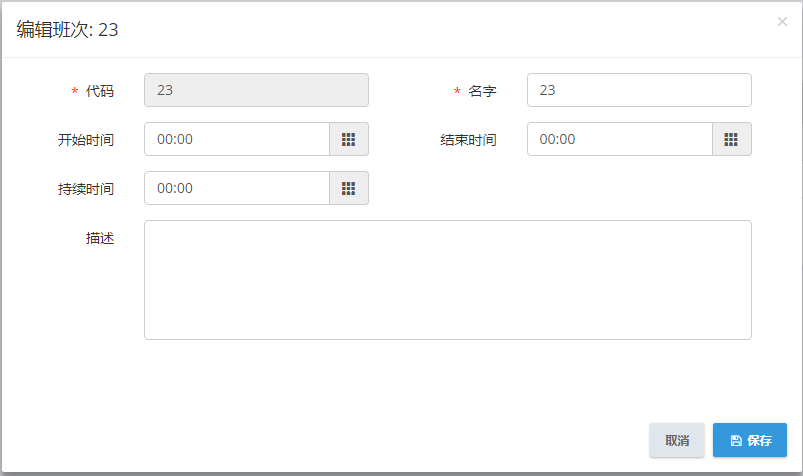 编辑班次: 23
×
* 代码 23
* 名字 23
开始时间 00:00
结束时间 00:00
持续时间 00:00
描述
取消
保存